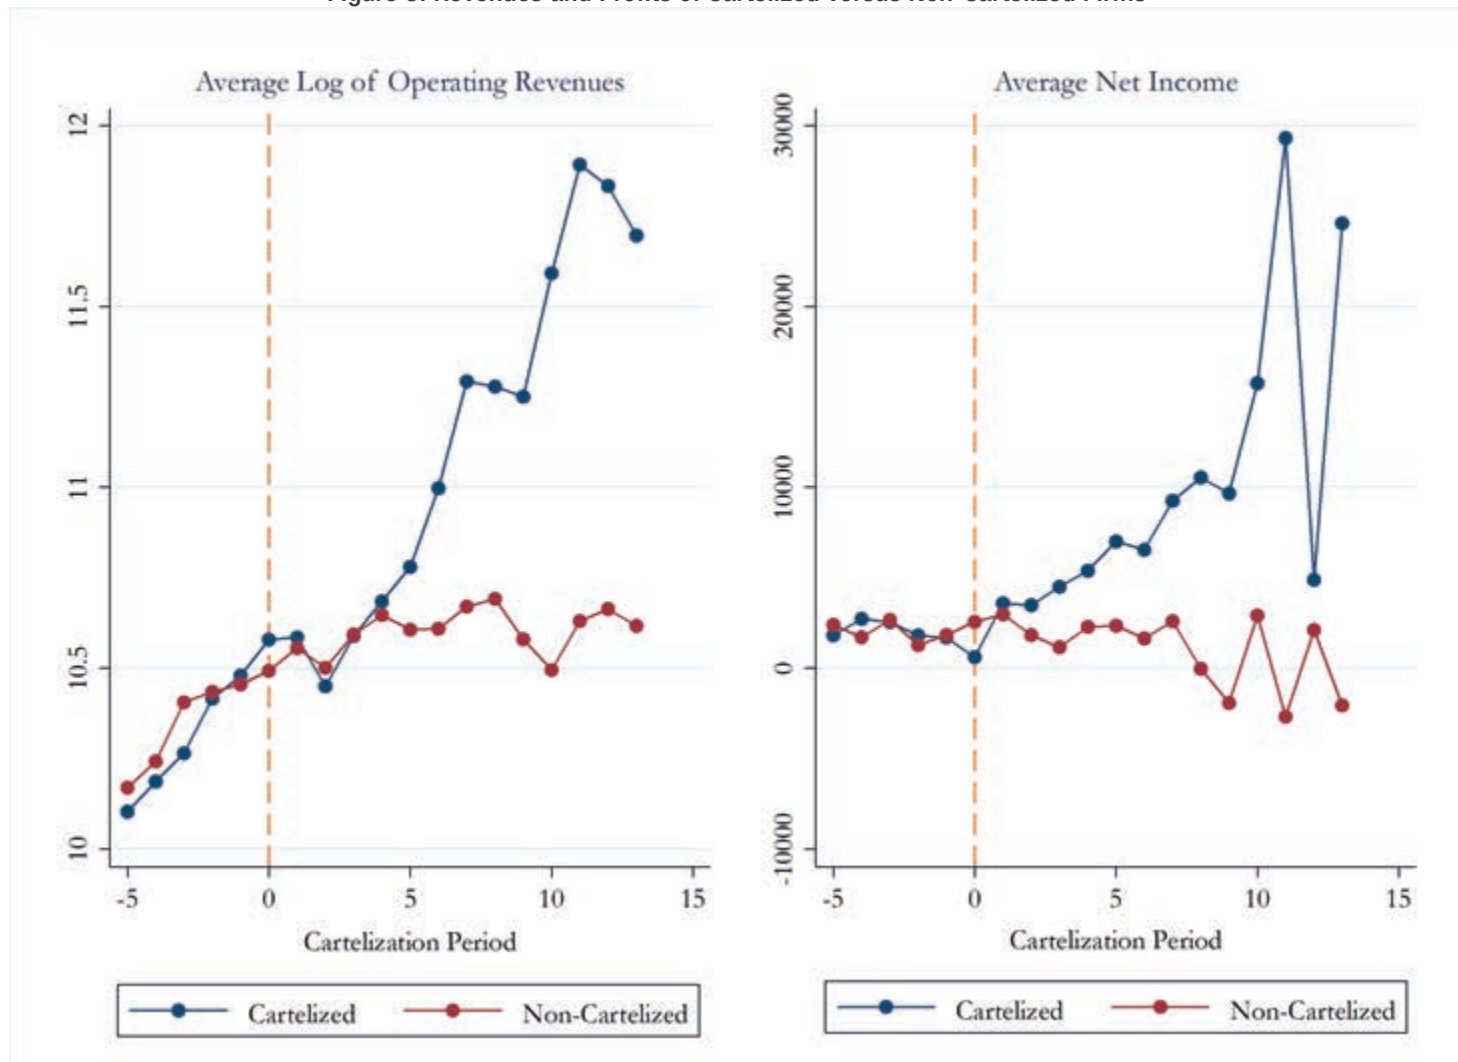 Average Log of Operating Revenues
12
11.5
11
10.5
10
-5 0 5 10 15
Cartelization Period
Cartelized Non-Cartelized
Average Net Income
30000
20000
10000
0
-10000
-5 0 5 10 15
Cartelization Period
Cartelized Non-Cartelized